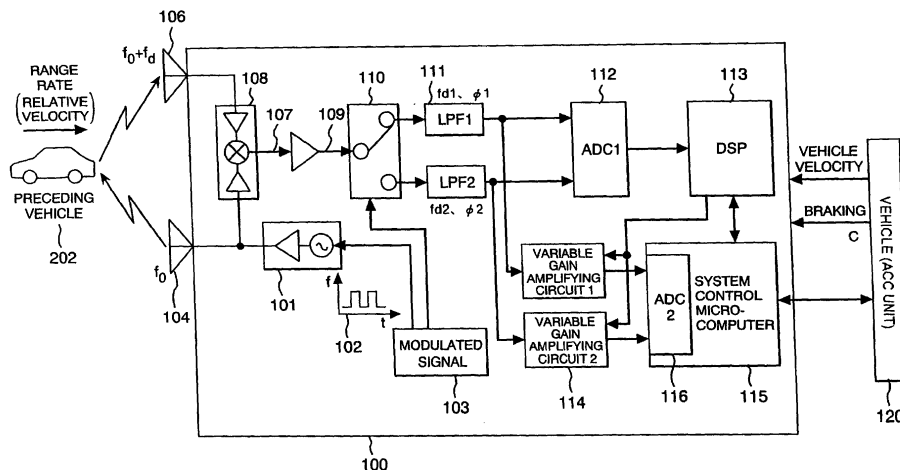 106
f0+fd
RANGE
RATE
(RELATIVE
VELOCITY)
PRECEDING
VEHICLE
202
f0
104
108
107
109
110
111
fd1、φ1
LPF1
LPF2
fd2、φ2
112
ADC1
113
DSP
101
f
t
102
MODULATED
SIGNAL
103
VARIABLE
GAIN
AMPLIFYING
CIRCUIT 1
VARIABLE
GAIN
AMPLIFYING
CIRCUIT 2
114
ADC
2
116
SYSTEM
CONTROL
MICRO-
COMPUTER
115
VEHICLE
VELOCITY
BRAKING
C
VEHICLE (ACC UNIT)
120
100